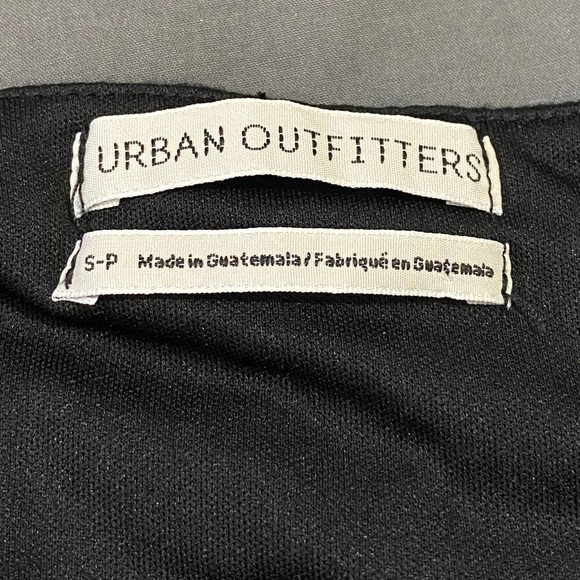 URBAN OUTFITTERS
S-P Made in Guatemala / Fabriqué en Guatemala